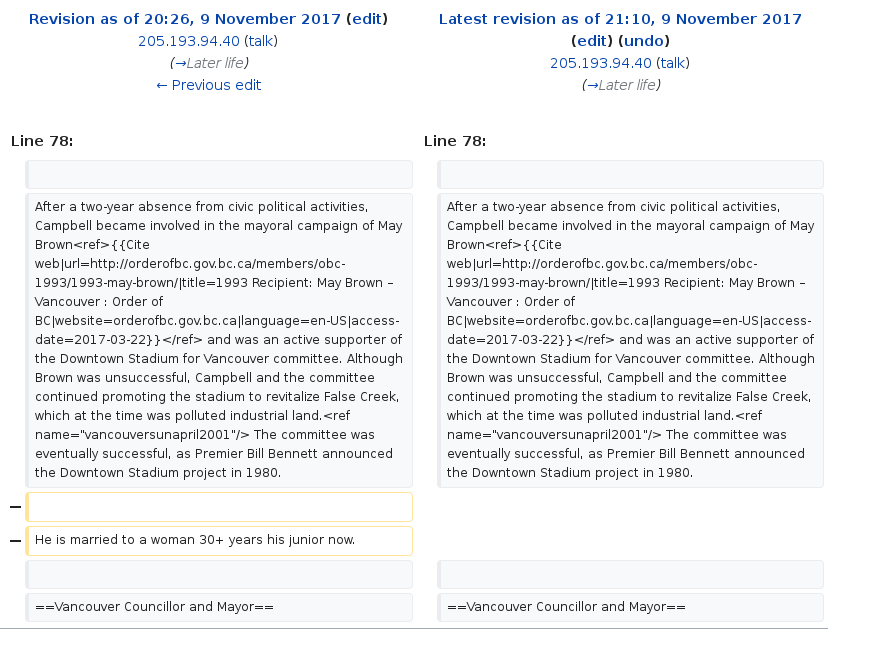 Revision as of 20:26, 9 November 2017 (edit)
205.193.94.40 (talk)
(→Later life)
← Previous edit
Latest revision as of 21:10, 9 November 2017
(edit) (undo)
205.193.94.40 (talk)
(→Later life)
Line 78:
Line 78:
After a two-year absence from civic political activities,
Campbell became involved in the mayoral campaign of May
Brown<ref>{{Cite
web|url=http://orderofbc.gov.bc.ca/members/obc-
1993/1993-may-brown/|title=1993 Recipient: May Brown –
Vancouver : Order of
BC|website=orderofbc.gov.bc.ca|language=en-US|access-
date=2017-03-22}}</ref> and was an active supporter of
the Downtown Stadium for Vancouver committee. Although
Brown was unsuccessful, Campbell and the committee
continued promoting the stadium to revitalize False Creek,
which at the time was polluted industrial land.<ref
name="vancouversunapril2001"/> The committee was
eventually successful, as Premier Bill Bennett announced
the Downtown Stadium project in 1980.
After a two-year absence from civic political activities,
Campbell became involved in the mayoral campaign of May
Brown<ref>{{Cite
web|url=http://orderofbc.gov.bc.ca/members/obc-
1993/1993-may-brown/|title=1993 Recipient: May Brown –
Vancouver : Order of
BC|website=orderofbc.gov.bc.ca|language=en-US|access-
date=2017-03-22}}</ref> and was an active supporter of
the Downtown Stadium for Vancouver committee. Although
Brown was unsuccessful, Campbell and the committee
continued promoting the stadium to revitalize False Creek,
which at the time was polluted industrial land.<ref
name="vancouversunapril2001"/> The committee was
eventually successful, as Premier Bill Bennett announced
the Downtown Stadium project in 1980.
−
− He is married to a woman 30+ years his junior now.
==Vancouver Councillor and Mayor==
==Vancouver Councillor and Mayor==